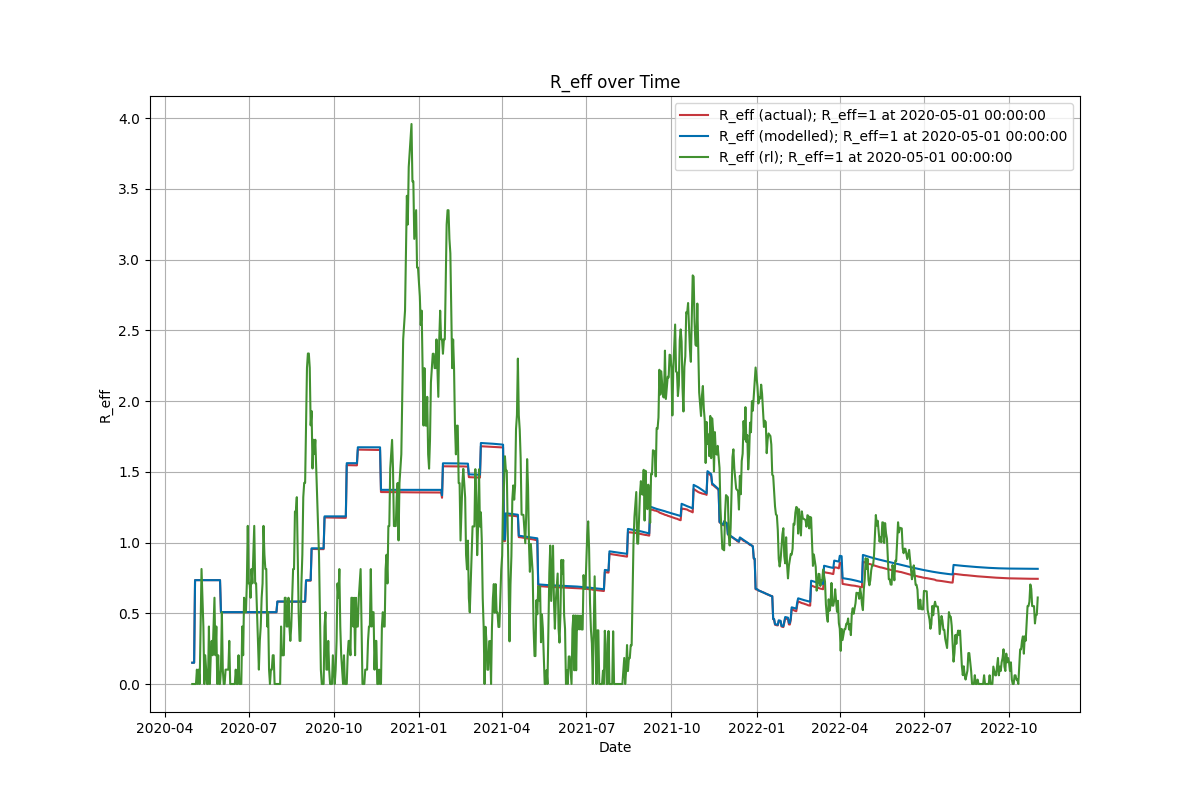 R_eff over Time
R_eff (actual); R_eff=1 at 2020-05-01 00:00:00
R_eff (modelled); R_eff=1 at 2020-05-01 00:00:00
R_eff (rl); R_eff=1 at 2020-05-01 00:00:00
R_eff
4.0
3.5
3.0
2.5
2.0
1.5
1.0
0.5
0.0
2020-04 2020-07 2020-10 2021-01 2021-04 2021-07 2021-10 2022-01 2022-04 2022-07 2022-10
Date